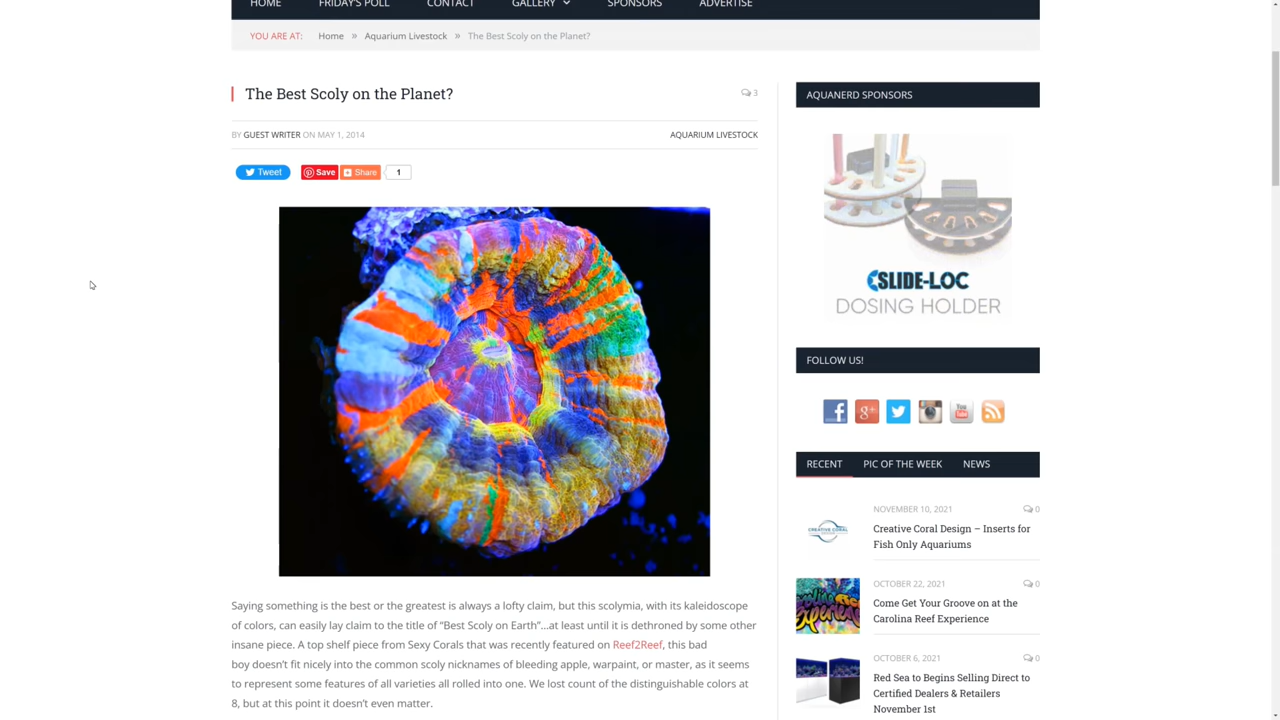 HOME FRIDAY'S POLL CONTACT GALLERY SPONSORS ADVERTISE
YOU ARE AT: Home » Aquarium Livestock » The Best Scoly on the Planet?
The Best Scoly on the Planet?
3
BY GUEST WRITER ON MAY 1, 2014
AQUARIUM LIVESTOCK
Tweet
Save
Share
1
Saying something is the best or the greatest is always a lofty claim, but this scolymia, with its kaleidoscope
of colors, can easily lay claim to the title of “Best Scoly on Earth”…at least until it is dethroned by some other
insane piece. A top shelf piece from Sexy Corals that was recently featured on Reef2Reef, this bad
boy doesn’t fit nicely into the common scoly nicknames of bleeding apple, warpaint, or master, as it seems
to represent some features of all varieties all rolled into one. We lost count of the distinguishable colors at
8, but at this point it doesn’t even matter.
AQUANERD SPONSORS
SLIDE-LOC
DOSING HOLDER
FOLLOW US!
RECENT PIC OF THE WEEK NEWS
NOVEMBER 10, 2021 0
Creative Coral Design – Inserts for
Fish Only Aquariums
OCTOBER 22, 2021 0
Come Get Your Groove on at the
Carolina Reef Experience
OCTOBER 6, 2021 0
Red Sea to Begins Selling Direct to
Certified Dealers & Retailers
November 1st